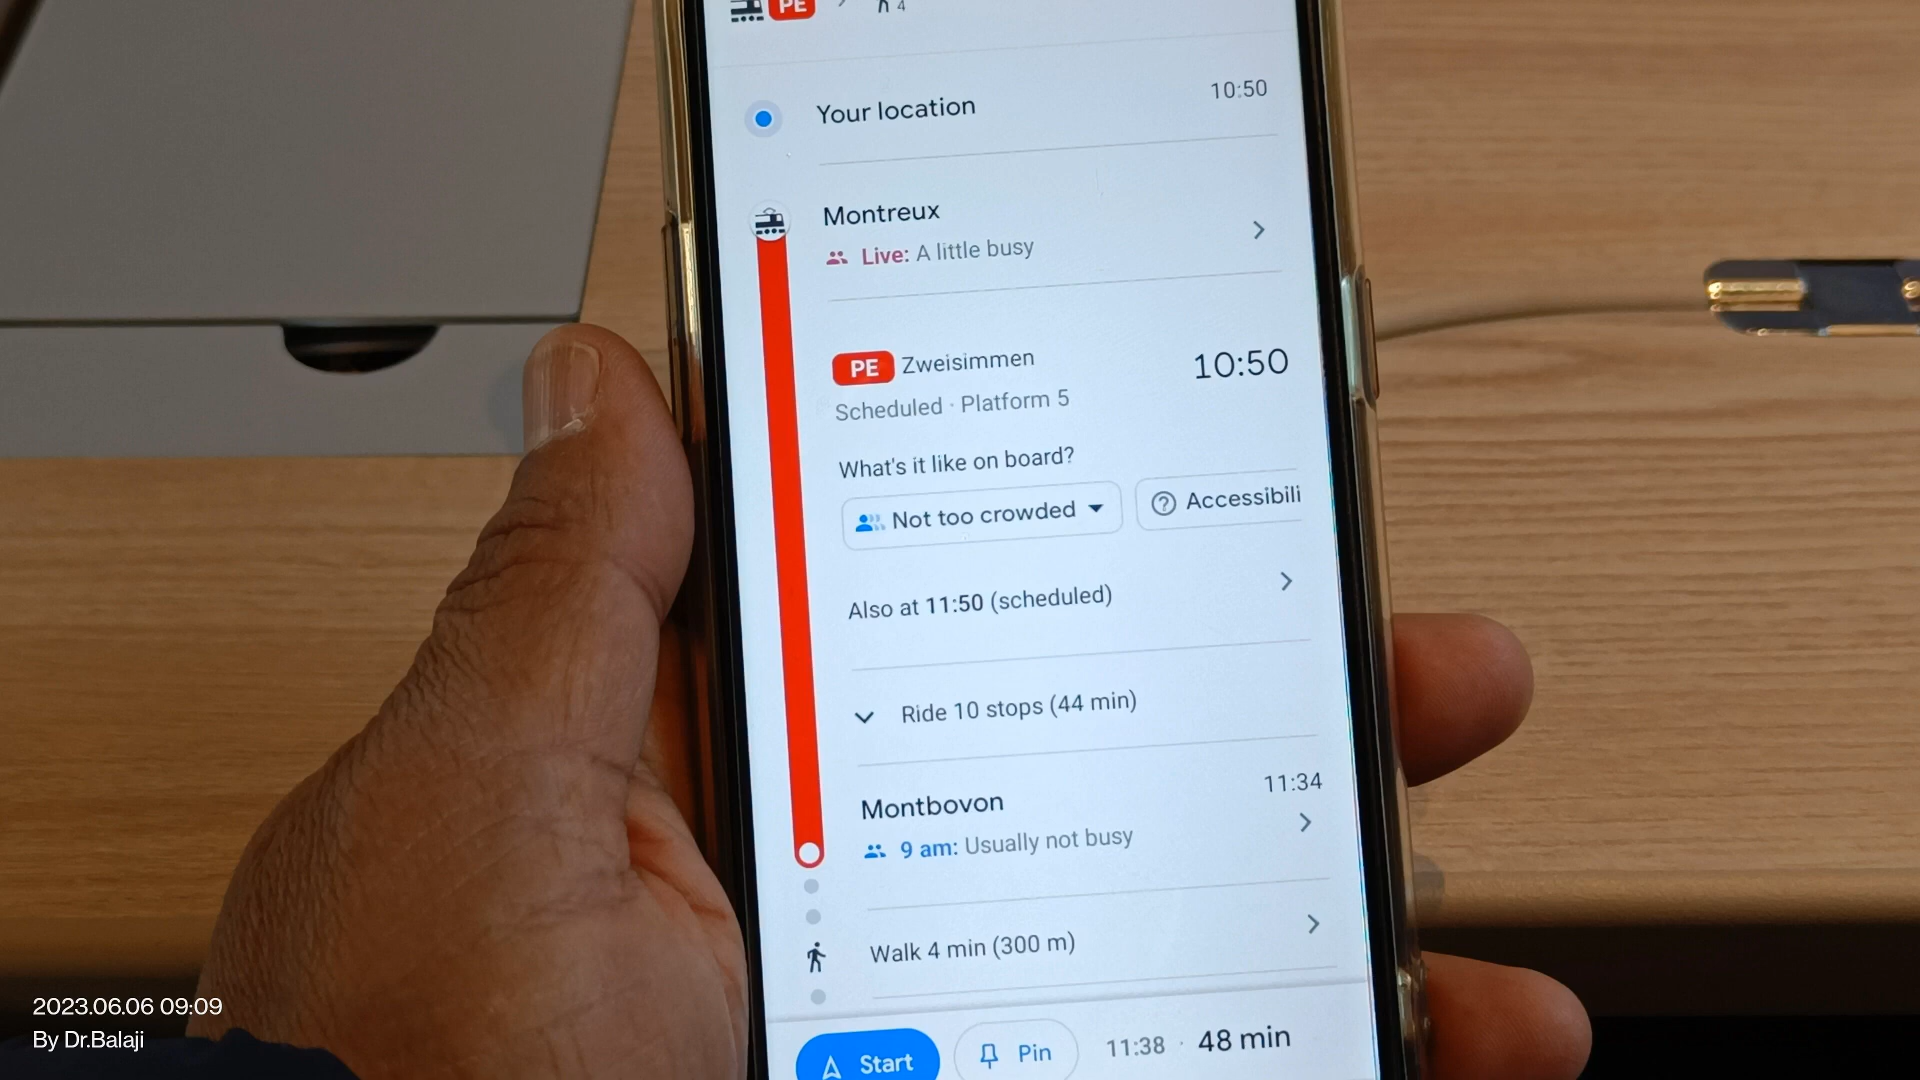 PE
4
Your location 10:50
Montreux
Live: A little busy
PE Zweisimmen 10:50
Scheduled · Platform 5
What's it like on board?
Not too crowded Accessibili
Also at 11:50 (scheduled)
Ride 10 stops (44 min)
Montbovon 11:34
9 am: Usually not busy
Walk 4 min (300 m)
Start Pin 11:38 · 48 min
2023.06.06 09:09
By Dr.Balaji